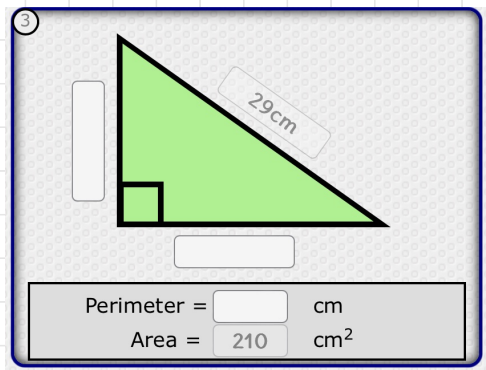 3
29cm
Perimeter = cm
Area = 210 cm²